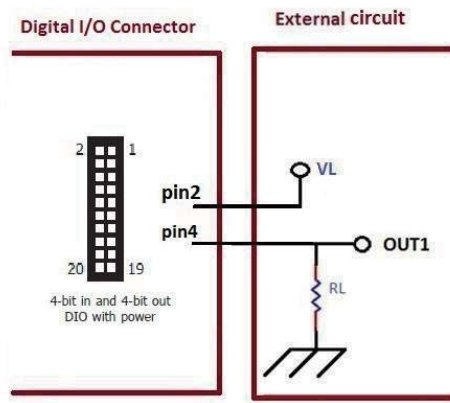 Digital I/O Connector
External circuit
2
1
VL
pin2
pin4
OUT1
20
19
RL
4-bit in and 4-bit out
DIO with power